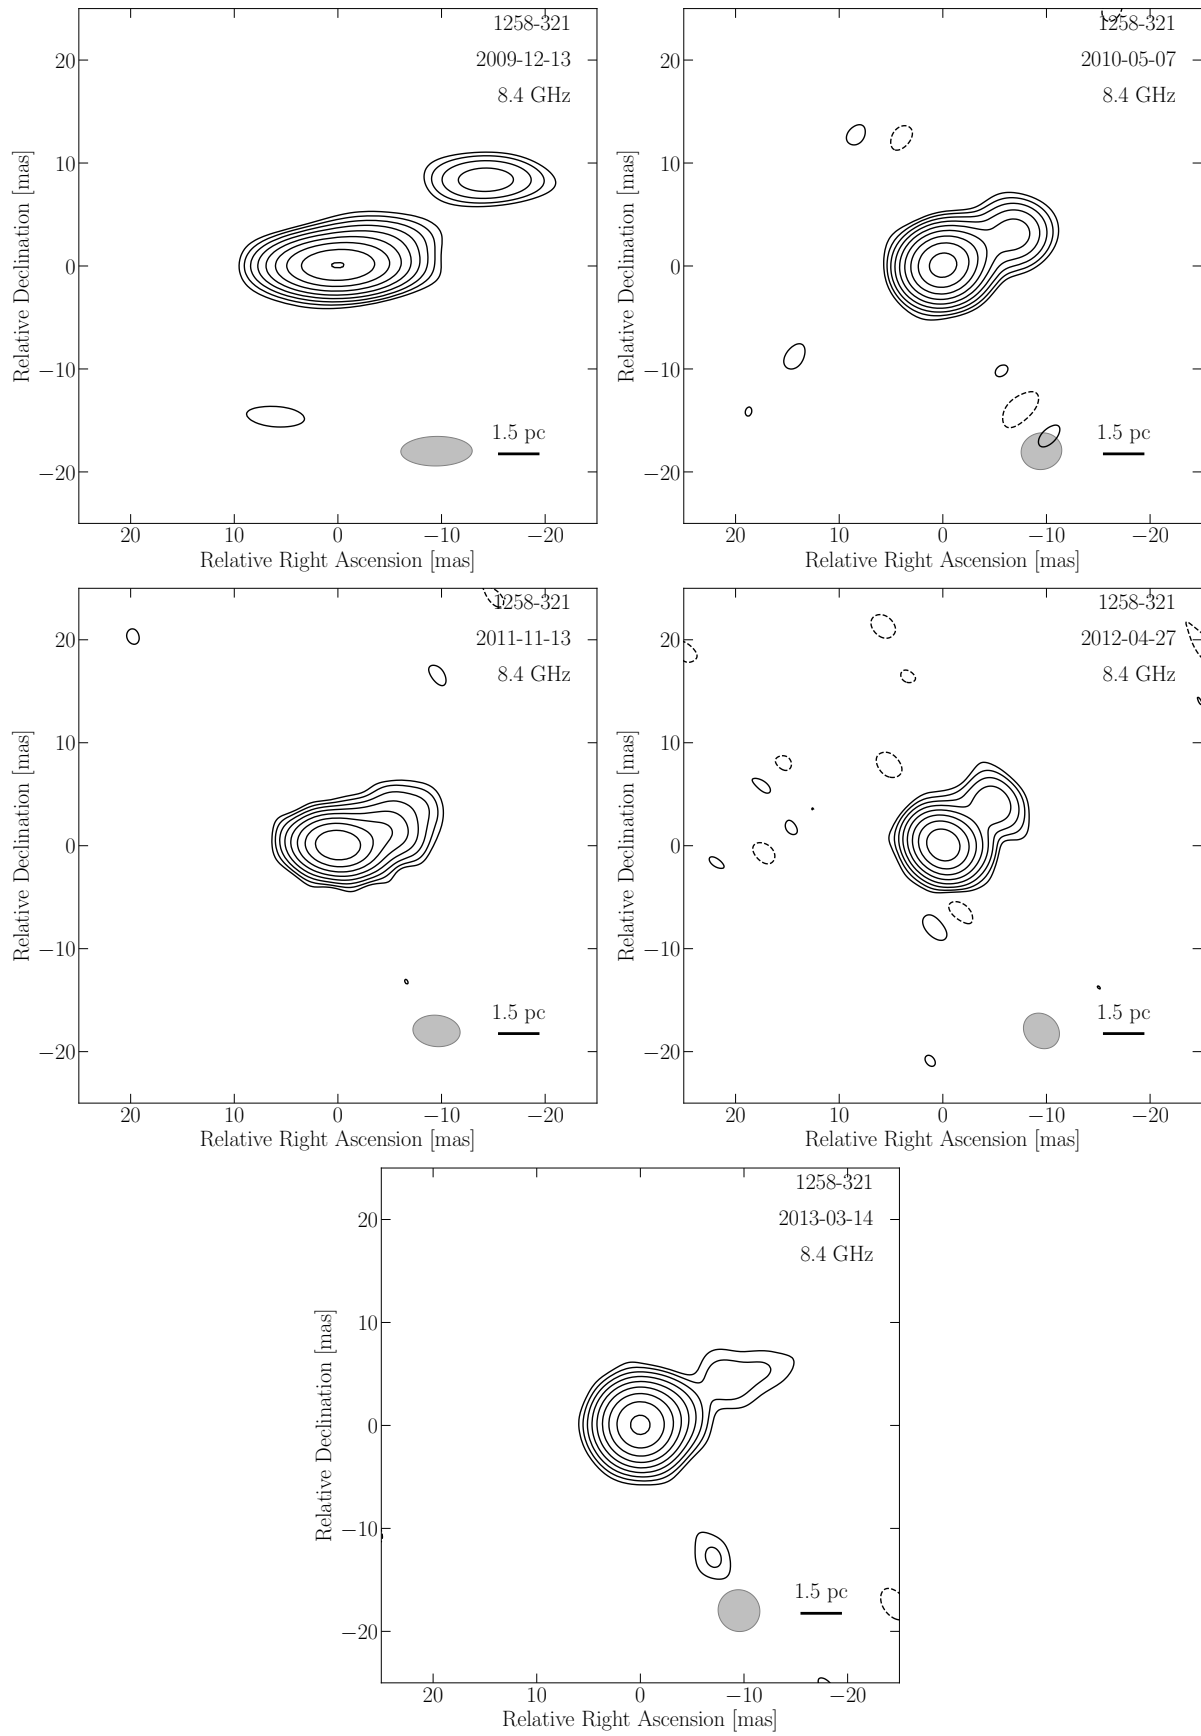 1258-321
2009-12-13
8.4 GHz
Relative Declination [mas]
20
10
0
−10
−20
1.5 pc
20 10 0 −10 −20
Relative Right Ascension [mas]
1258-321
2010-05-07
8.4 GHz
Relative Declination [mas]
20
10
0
−10
−20
1.5 pc
20 10 0 −10 −20
Relative Right Ascension [mas]
1258-321
2011-11-13
8.4 GHz
Relative Declination [mas]
20
10
0
−10
−20
1.5 pc
20 10 0 −10 −20
Relative Right Ascension [mas]
1258-321
2012-04-27
8.4 GHz
Relative Declination [mas]
20
10
0
−10
−20
1.5 pc
20 10 0 −10 −20
Relative Right Ascension [mas]
1258-321
2013-03-14
8.4 GHz
Relative Declination [mas]
20
10
0
−10
−20
1.5 pc
20 10 0 −10 −20
Relative Right Ascension [mas]